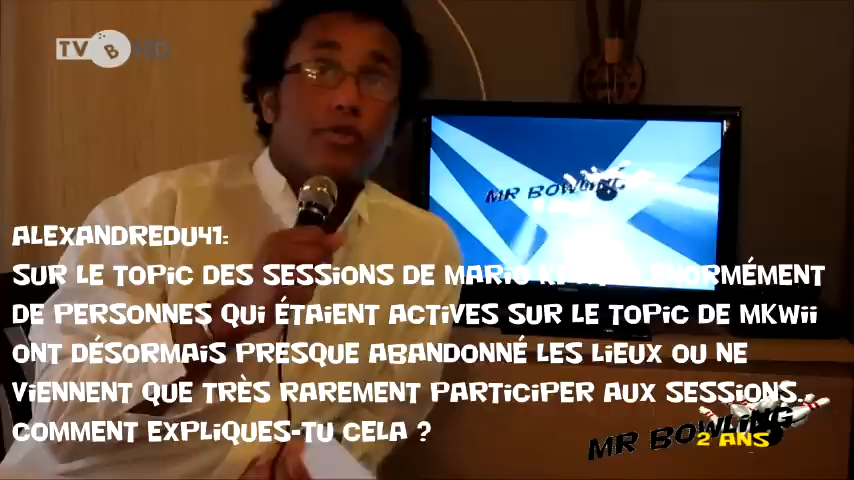 TVB HD
MR BOWLING
ALEXANDREDU41:
SUR LE TOPIC DES SESSIONS DE MARIO ÉNORMÉMENT
DE PERSONNES QUI ÉTAIENT ACTIVES SUR LE TOPIC DE MKWII
ONT DÉSORMAIS PRESQUE ABANDONNÉ LES LIEUX OU NE
VIENNENT QUE TRÈS RAREMENT PARTICIPER AUX SESSIONS.
COMMENT EXPLIQUES-TU CELA ?
MR BOWLING
2 ANS